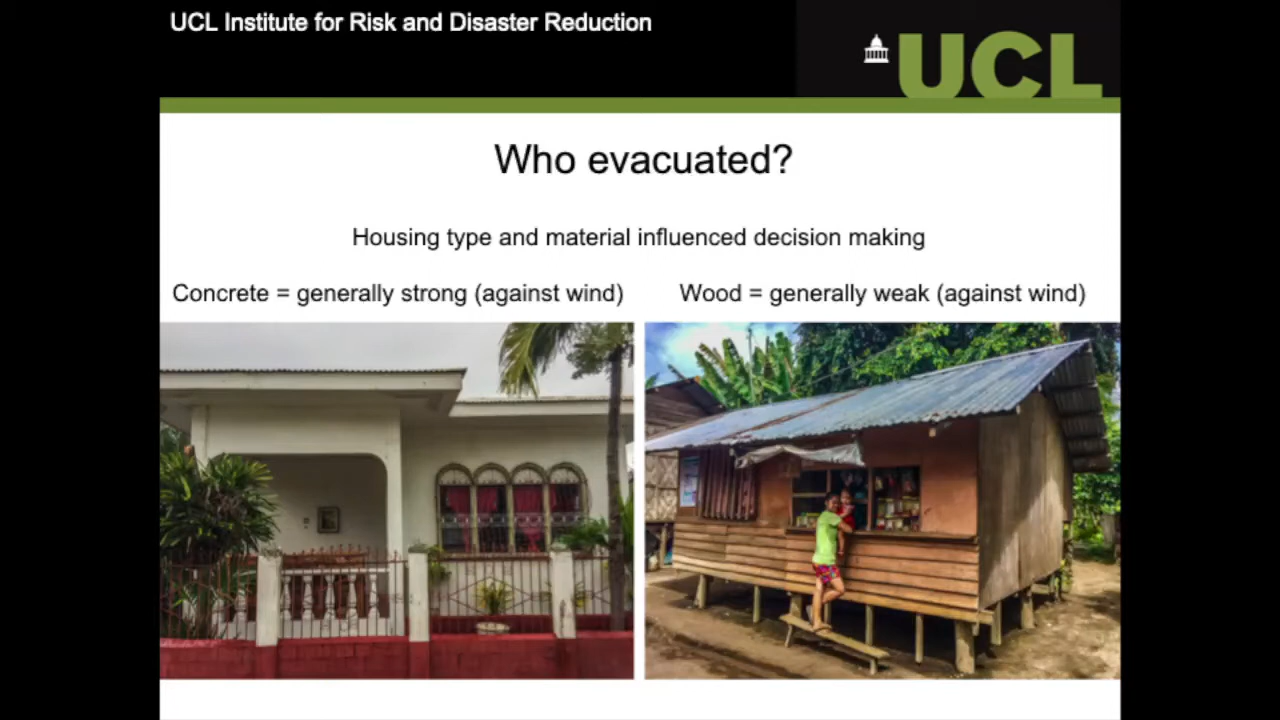 UCL Institute for Risk and Disaster Reduction
UCL
Who evacuated?
Housing type and material influenced decision making
Concrete = generally strong (against wind)
Wood = generally weak (against wind)